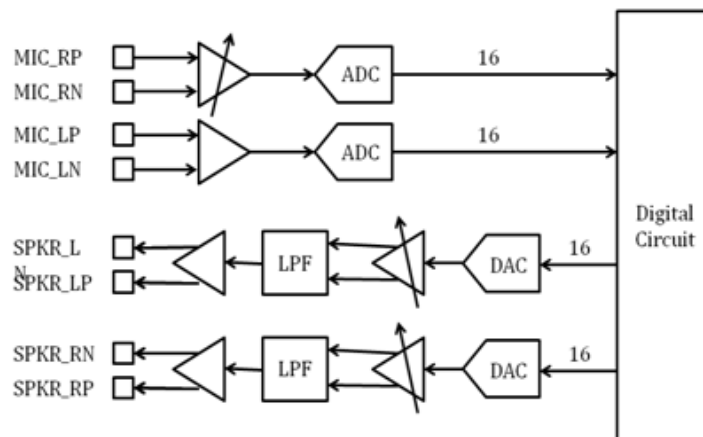 MIC_RP
MIC_RN
ADC
16
MIC_LP
MIC_LN
ADC
16
Digital
Circuit
SPKR_L
N
SPKR_LP
LPF
DAC
16
SPKR_RN
SPKR_RP
LPF
DAC
16